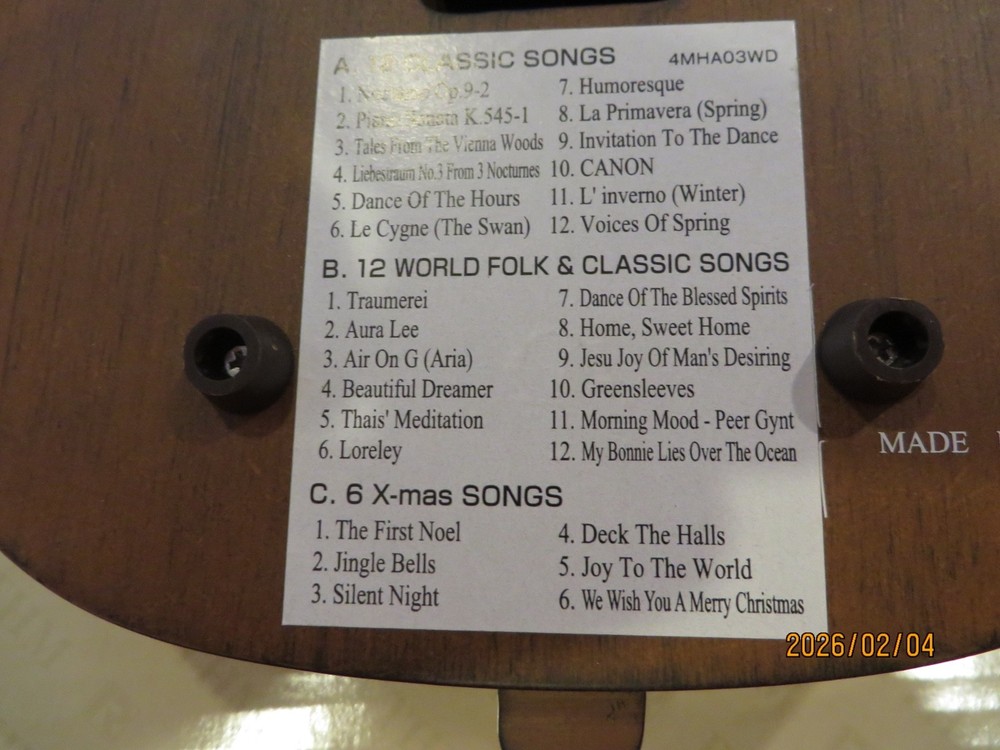 A. 12 CLASSIC SONGS 4MHA03WD
1. Nocturne Op.9-2
2. Piano Sonata K.545-1
3. Tales From The Vienna Woods
4. Liebestraum No.3 From 3 Nocturnes
5. Dance Of The Hours
6. Le Cygne (The Swan)
7. Humoresque
8. La Primavera (Spring)
9. Invitation To The Dance
10. CANON
11. L' inverno (Winter)
12. Voices Of Spring
B. 12 WORLD FOLK & CLASSIC SONGS
1. Traumerei
2. Aura Lee
3. Air On G (Aria)
4. Beautiful Dreamer
5. Thais' Meditation
6. Loreley
7. Dance Of The Blessed Spirits
8. Home, Sweet Home
9. Jesu Joy Of Man's Desiring
10. Greensleeves
11. Morning Mood - Peer Gynt
12. My Bonnie Lies Over The Ocean
C. 6 X-mas SONGS
1. The First Noel
2. Jingle Bells
3. Silent Night
4. Deck The Halls
5. Joy To The World
6. We Wish You A Merry Christmas
MADE
2026/02/04